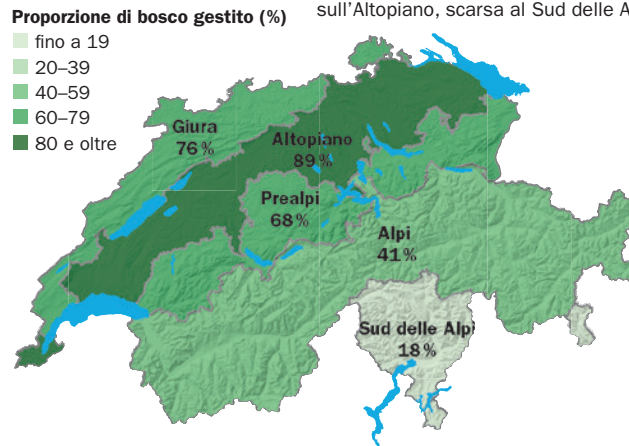 sull'Altopiano, scarsa al Sud delle A
Proporzione di bosco gestito (%)
fino a 19
20–39
40–59
60–79
80 e oltre
Giura
76%
Altopiano
89%
Prealpi
68%
Alpi
41%
Sud delle Alpi
18%